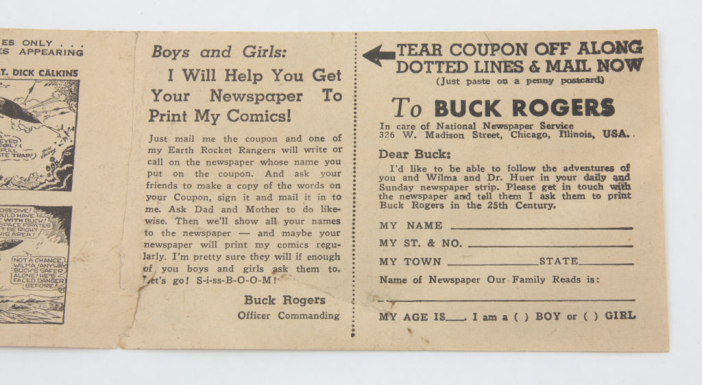 ES ONLY . . .
ES APPEARING
T. DICK CALKINS
NOT A CHANCE,
WILMA! ANYWAY
BUCK'S SAFER
ALONE! HE'S
FACED DANGER
BEFORE!
Boys and Girls:
I Will Help You Get
Your Newspaper To
Print My Comics!
Just mail me the coupon and one of
my Earth Rocket Rangers will write or
call on the newspaper whose name you
put on the coupon. And ask your
friends to make a copy of the words on
your Coupon, sign it and mail it in to
me. Ask Dad and Mother to do like-
wise. Then we'll show all your names
to the newspaper — and maybe your
newspaper will print my comics regu-
larly. I'm pretty sure they will if enough
of you boys and girls ask them to.
Let's go! S-i-ss-B-O-O-M!
Buck Rogers
Officer Commanding
TEAR COUPON OFF ALONG
DOTTED LINES & MAIL NOW
(Just paste on a penny postcard)
To BUCK ROGERS
In care of National Newspaper Service
326 W. Madison Street, Chicago, Illinois, USA.
Dear Buck:
I'd like to be able to follow the adventures of
you and Wilma and Dr. Huer in your daily and
Sunday newspaper strip. Please get in touch with
the newspaper and tell them I ask them to print
Buck Rogers in the 25th Century.
MY NAME
MY ST. & NO.
MY TOWN STATE
Name of Newspaper Our Family Reads is:
MY AGE IS . I am a ( ) BOY or ( ) GIRL